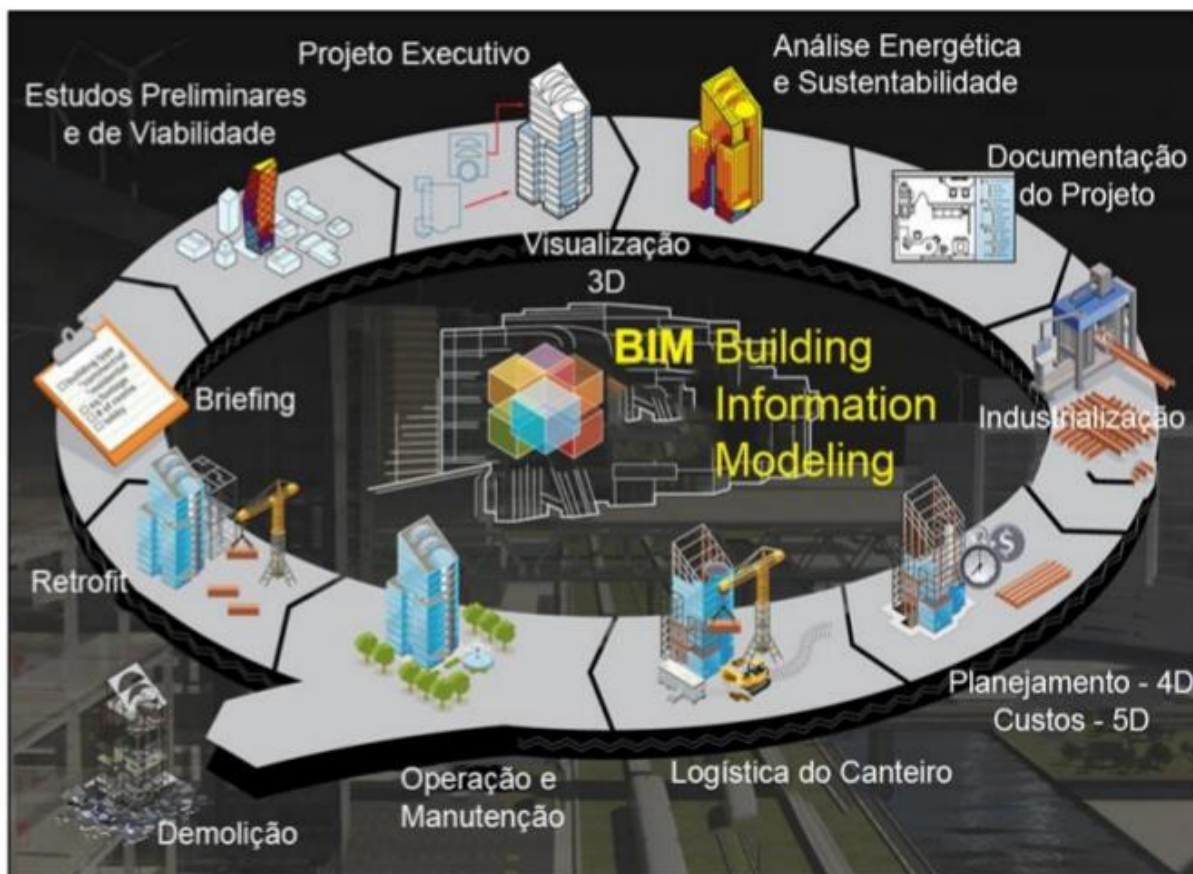 Projeto Executivo
Análise Energética
e Sustentabilidade
Estudos Preliminares
e de Viabilidade
Documentação
do Projeto
Visualização
3D
BIM Building
Information
Modeling
Briefing
Industrialização
Retrofit
Planejamento - 4D
Custos - 5D
Logística do Canteiro
Operação e
Manutenção
Demolição
$